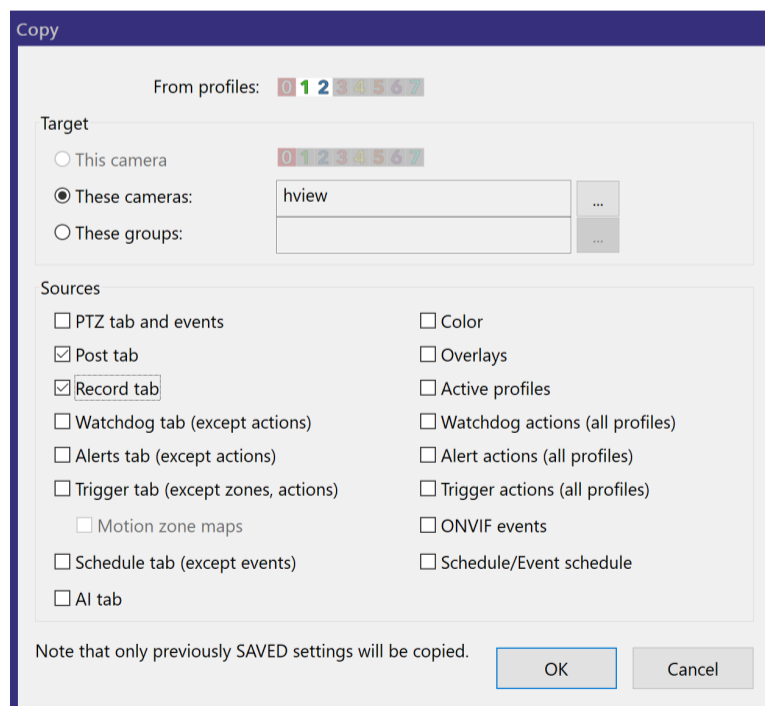 Copy
From profiles: 0 1 2 3 4 5 6 7
Target
This camera 0 1 2 3 4 5 6 7
These cameras: hview ...
These groups: ...
Sources
PTZ tab and events Color
Post tab Overlays
Record tab Active profiles
Watchdog tab (except actions) Watchdog actions (all profiles)
Alerts tab (except actions) Alert actions (all profiles)
Trigger tab (except zones, actions) Trigger actions (all profiles)
Motion zone maps ONVIF events
Schedule tab (except events) Schedule/Event schedule
AI tab
Note that only previously SAVED settings will be copied. OK Cancel